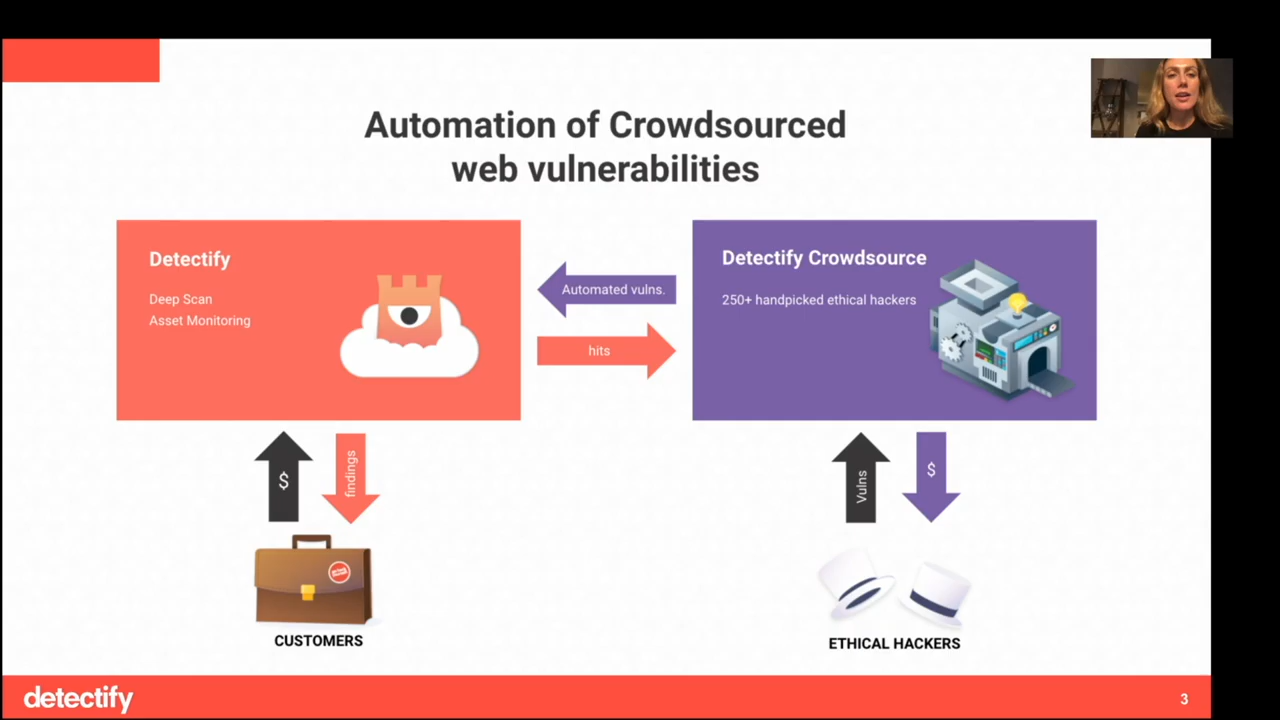 Automation of Crowdsourced
web vulnerabilities
Detectify
Deep Scan
Asset Monitoring
Automated vulns.
hits
Detectify Crowdsource
250+ handpicked ethical hackers
$
findings
Vulns
$
CUSTOMERS
ETHICAL HACKERS
detectify
3